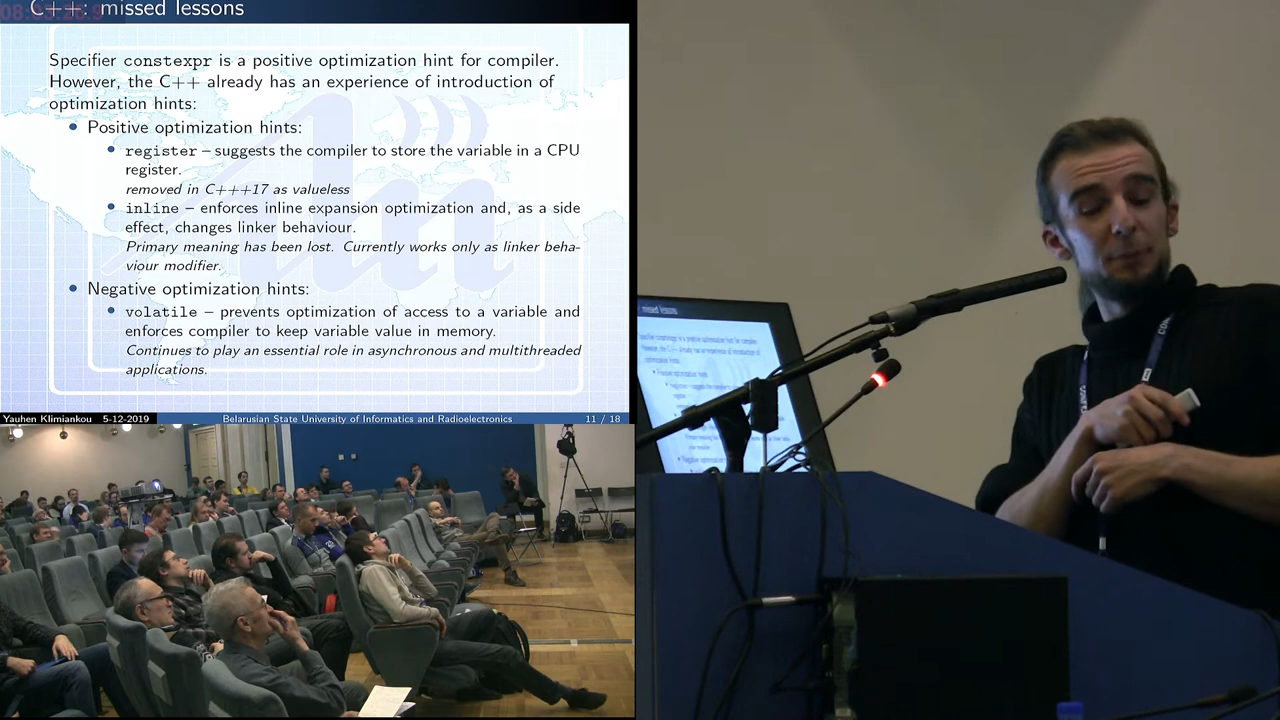 C++: missed lessons
Specifier constexpr is a positive optimization hint for compiler.
However, the C++ already has an experience of introduction of
optimization hints:
• Positive optimization hints:
• register – suggests the compiler to store the variable in a CPU
register.
removed in C+++17 as valueless
• inline – enforces inline expansion optimization and, as a side
effect, changes linker behaviour.
Primary meaning has been lost. Currently works only as linker beha-
viour modifier.
• Negative optimization hints:
• volatile – prevents optimization of access to a variable and
enforces compiler to keep variable value in memory.
Continues to play an essential role in asynchronous and multithreaded
applications.
Yauhen Klimiankou 5-12-2019 Belarusian State University of Informatics and Radioelectronics 11 / 18
missed lessons